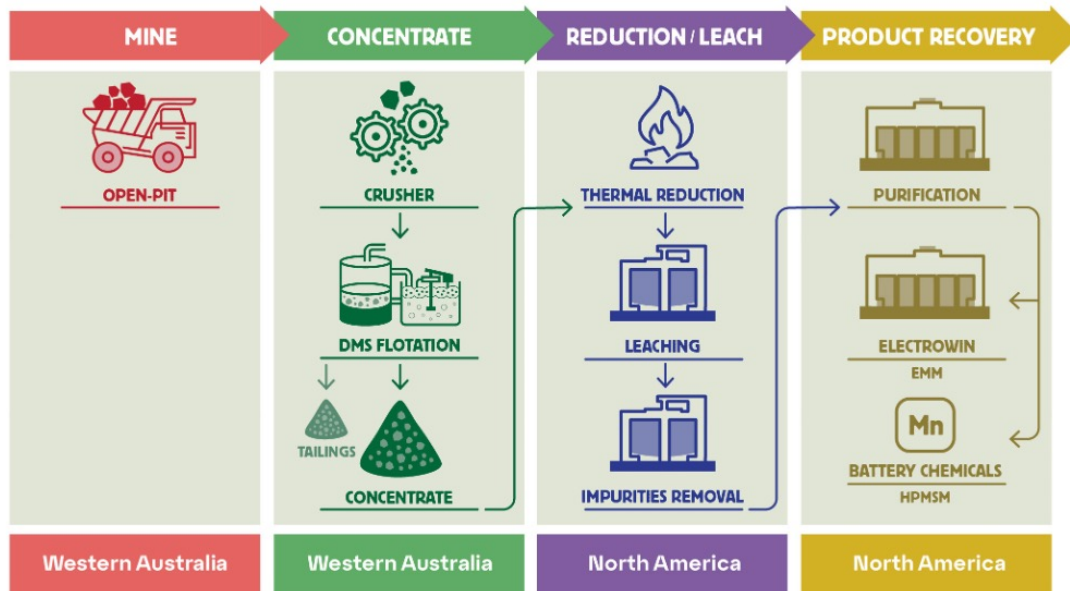 MINE
CONCENTRATE
REDUCTION / LEACH
PRODUCT RECOVERY
OPEN-PIT
CRUSHER
DMS FLOTATION
TAILINGS
CONCENTRATE
THERMAL REDUCTION
LEACHING
IMPURITIES REMOVAL
PURIFICATION
ELECTROWIN
EMM
Mn
BATTERY CHEMICALS
HPMSM
Western Australia
Western Australia
North America
North America